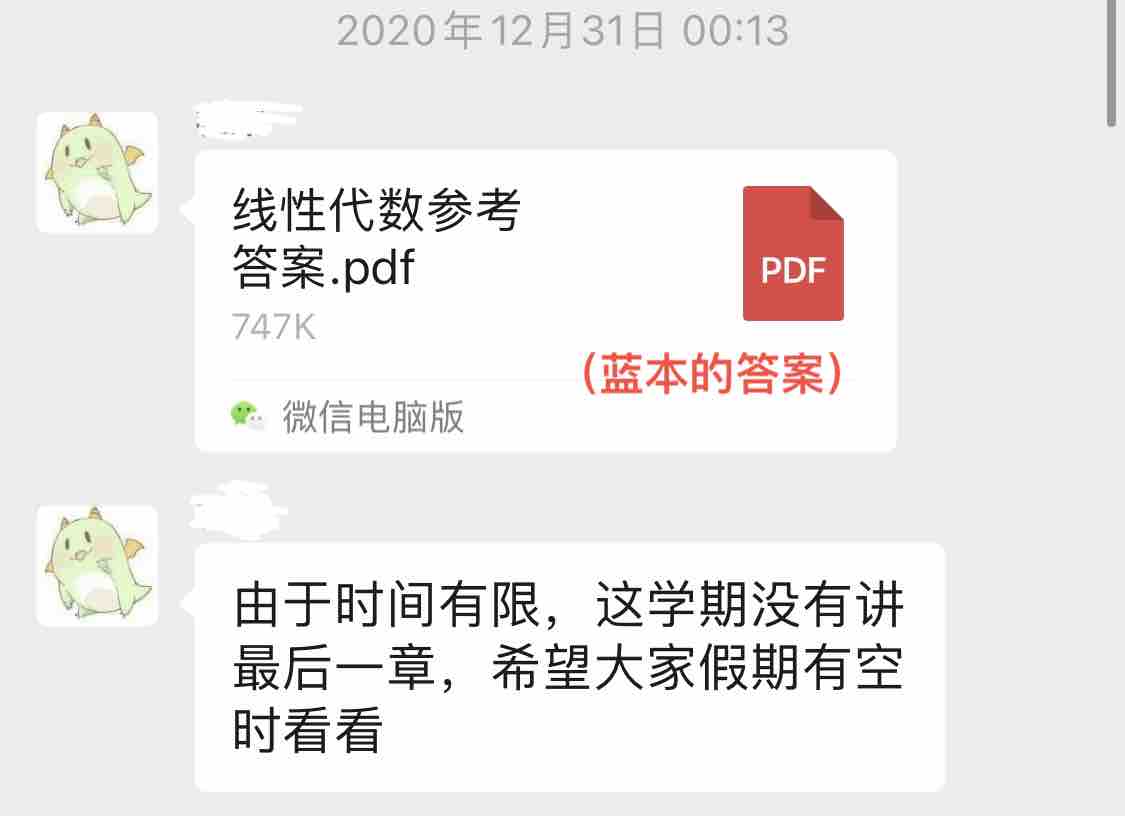 2020年12月31日 00:13
线性代数参考
答案.pdf
747K
PDF
（蓝本的答案）
微信电脑版
由于时间有限，这学期没有讲
最后一章，希望大家假期有空
时看看